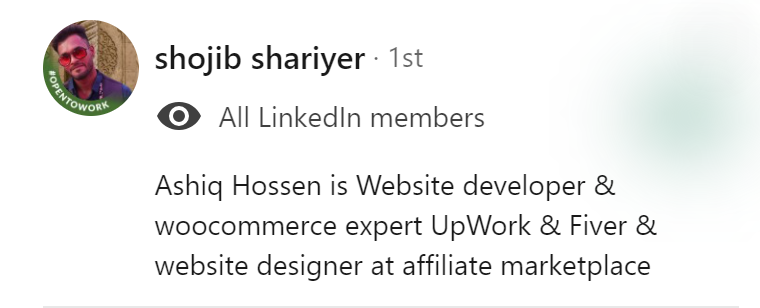 shojib shariyer · 1st
#OPENTOWORK
All LinkedIn members
Ashiq Hossen is Website developer &
woocommerce expert UpWork & Fiver &
website designer at affiliate marketplace